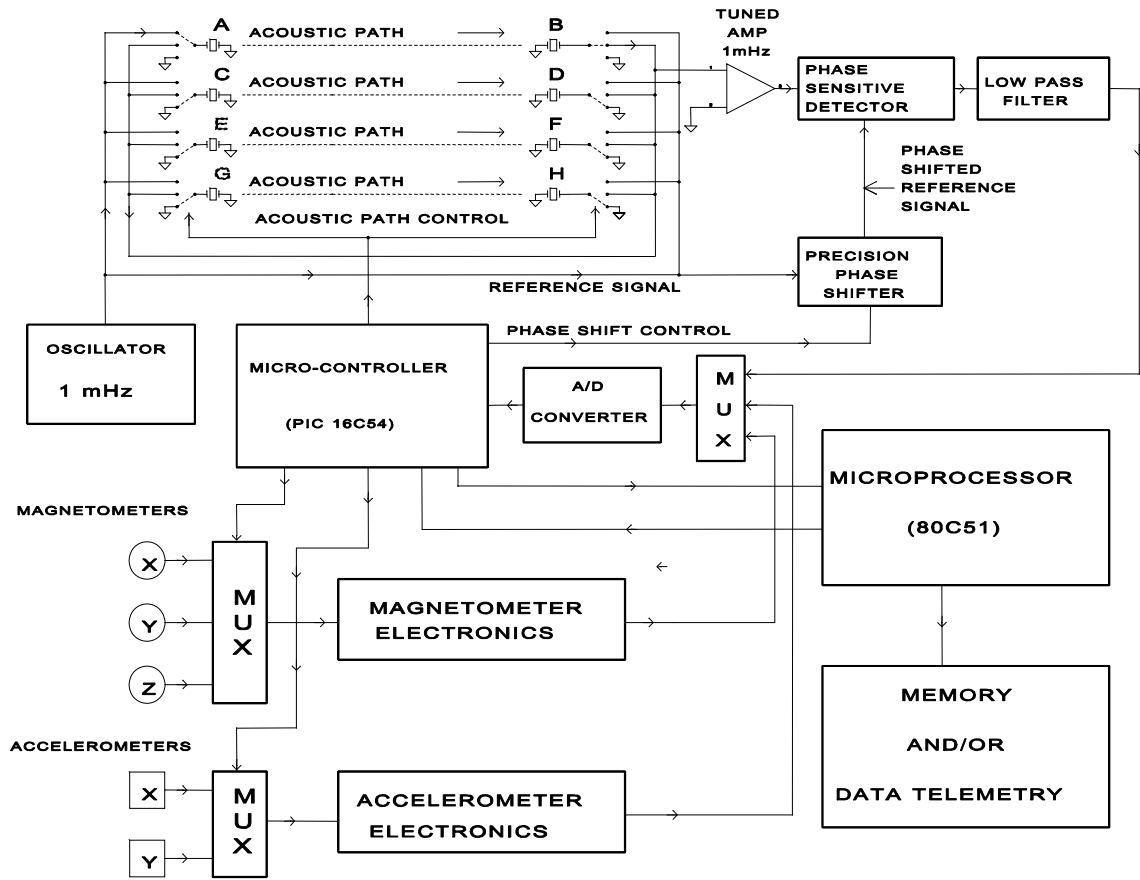 A
ACOUSTIC PATH
B
C
ACOUSTIC PATH
D
E
ACOUSTIC PATH
F
G
ACOUSTIC PATH
H
ACOUSTIC PATH CONTROL
TUNED
AMP
1mHz
PHASE
SENSITIVE
DETECTOR
LOW PASS
FILTER
PHASE
SHIFTED
REFERENCE
SIGNAL
PRECISION
PHASE
SHIFTER
REFERENCE SIGNAL
OSCILLATOR
1 mHz
MICRO-CONTROLLER
(PIC 16C54)
PHASE SHIFT CONTROL
A/D
CONVERTER
M
U
X
MICROPROCESSOR
(80C51)
MAGNETOMETERS
X
Y
Z
M
U
X
MAGNETOMETER
ELECTRONICS
MEMORY
AND/OR
DATA TELEMETRY
ACCELEROMETERS
X
Y
M
U
X
ACCELEROMETER
ELECTRONICS